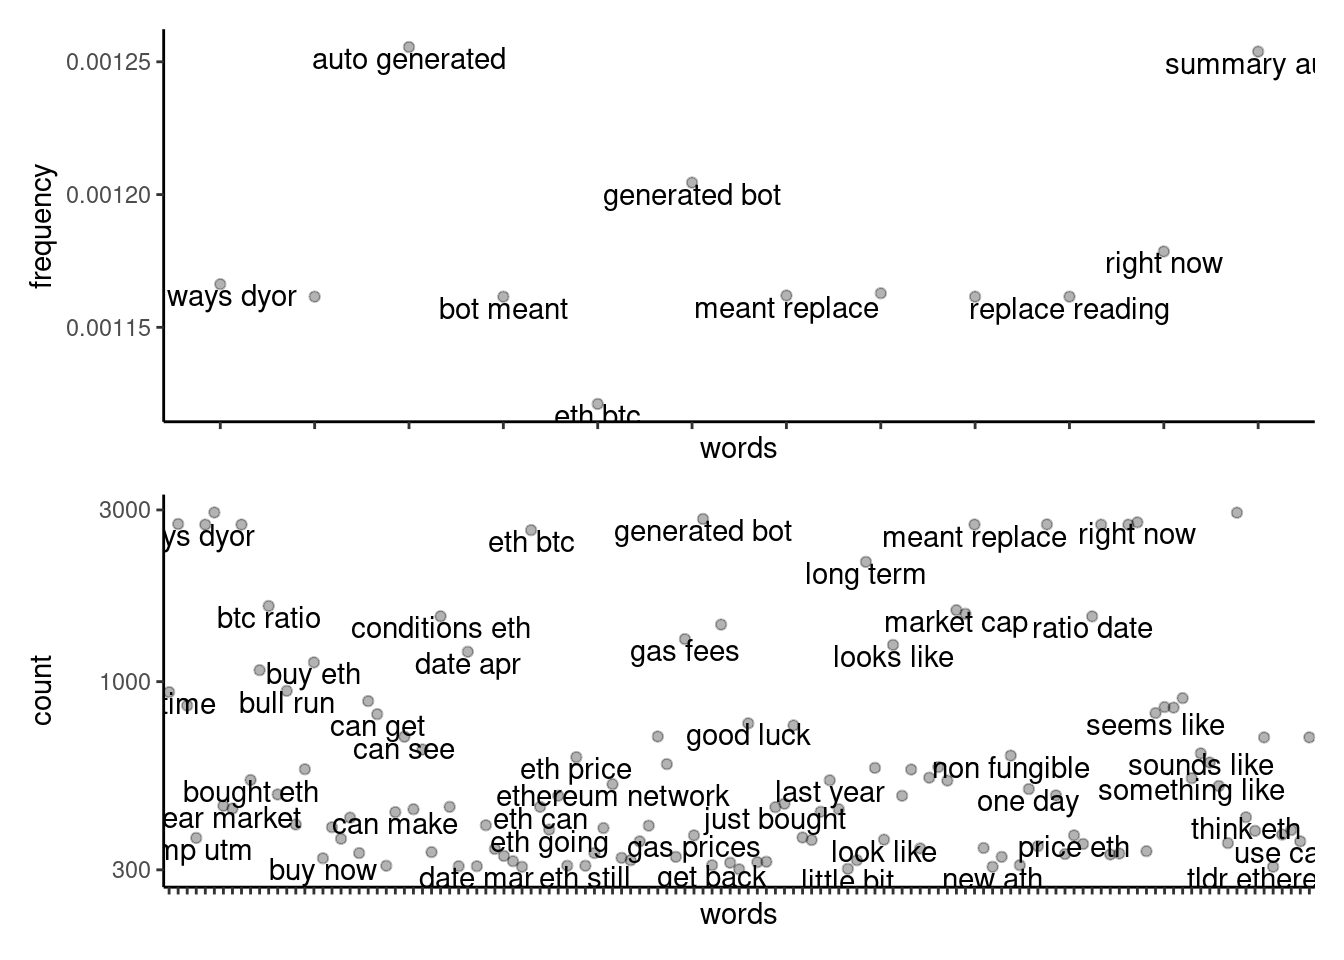 0.00125
auto generated
summary au
0.00120
generated bot
frequency
right now
ways dyor
bot meant
meant replace
replace reading
0.00115
eth btc
words
3000
ys dyor
eth btc
generated bot
meant replace
right now
long term
btc ratio
conditions eth
market cap
ratio date
gas fees
looks like
date apr
buy eth
1000
count
time
bull run
can get
can see
good luck
seems like
eth price
non fungible
sounds like
bought eth
ethereum network
last year
one day
something like
ear market
can make
eth can
just bought
think eth
mp utm
eth going
gas prices
look like
price eth
use ca
300
buy now
date mar
eth still
get back
little bit
new ath
tldr ethere
words